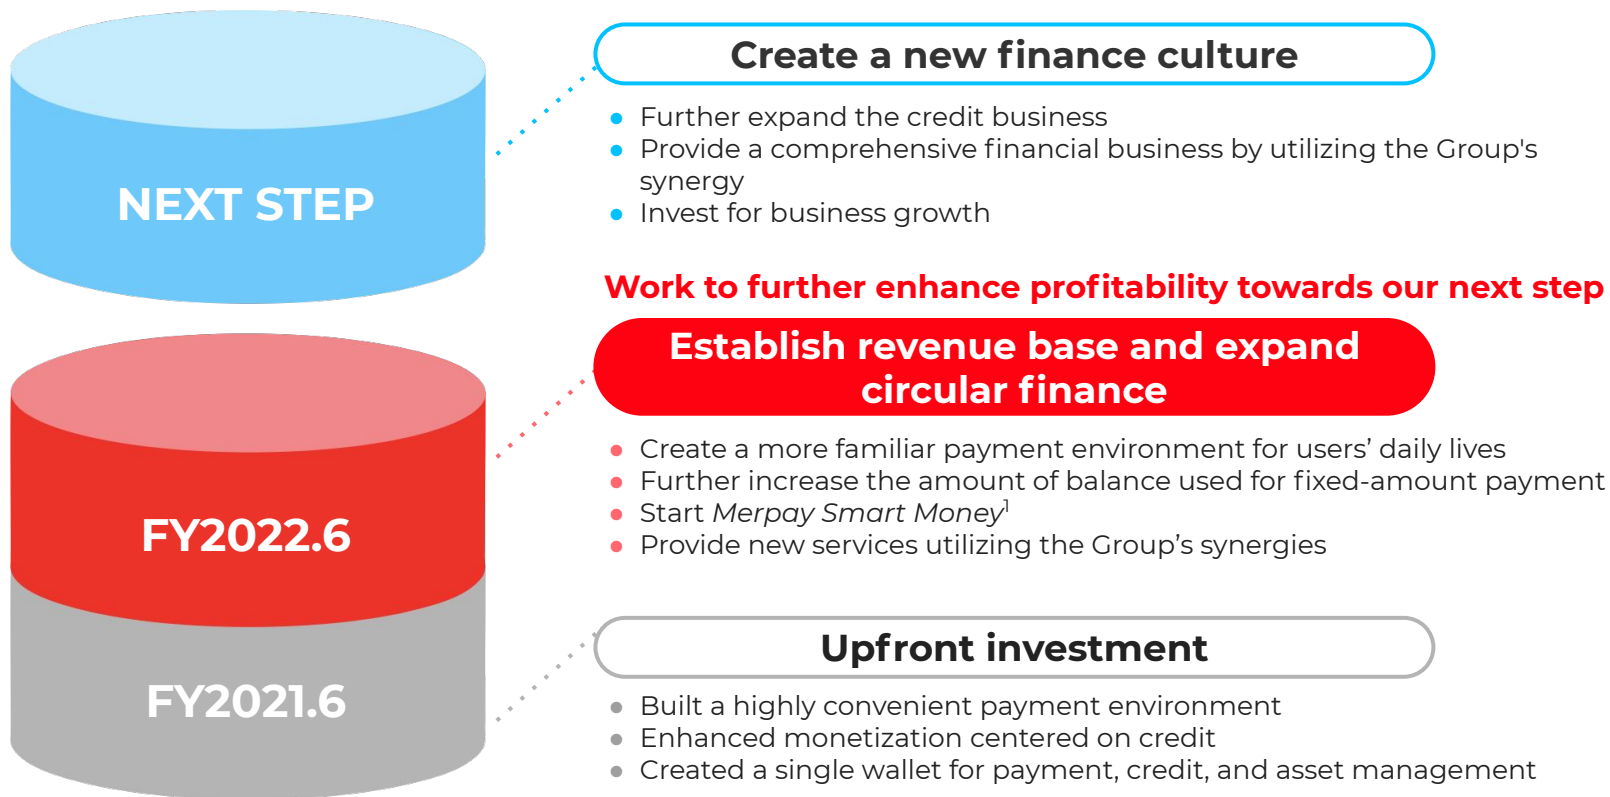 Create a new finance culture
• Further expand the credit business
• Provide a comprehensive financial business by utilizing the Group's
synergy
• Invest for business growth
NEXT STEP
Work to further enhance profitability towards our next step
Establish revenue base and expand
circular finance
• Create a more familiar payment environment for users’ daily lives
• Further increase the amount of balance used for fixed-amount payment
• Start Merpay Smart Money¹
• Provide new services utilizing the Group’s synergies
FY2022.6
Upfront investment
• Built a highly convenient payment environment
• Enhanced monetization centered on credit
• Created a single wallet for payment, credit, and asset management
FY2021.6